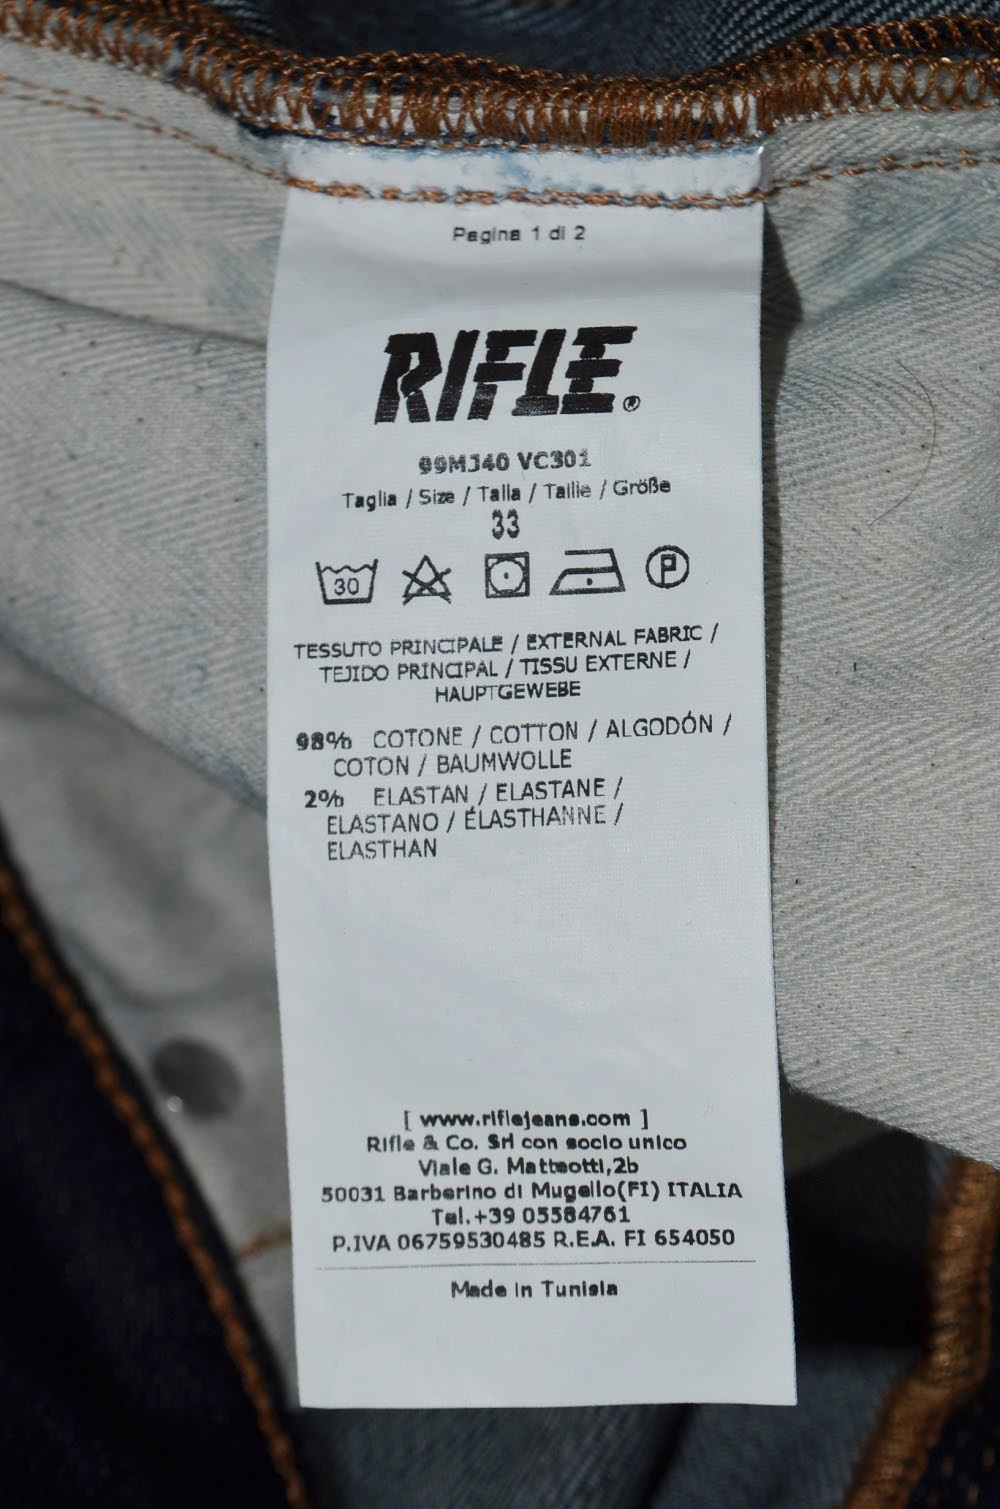 Pagina 1 di 2
RIFLE®
99MJ40 VC301
Taglia / Size / Talla / Taille / Größe
33
30 P
TESSUTO PRINCIPALE / EXTERNAL FABRIC /
TEJIDO PRINCIPAL / TISSU EXTERNE /
HAUPTGEWEBE
98% COTONE / COTTON / ALGODÓN /
COTON / BAUMWOLLE
2% ELASTAN / ELASTANE /
ELASTANO / ÉLASTHANNE /
ELASTHAN
[ www.riflejeans.com ]
Rifle & Co. Srl con socio unico
Viale G. Matteotti,2b
50031 Barberino di Mugello(FI) ITALIA
Tel.+39 05584761
P.IVA 06759530485 R.E.A. FI 654050
Made in Tunisia